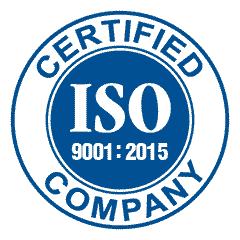 CERTIFIED
ISO
9001:2015
COMPANY